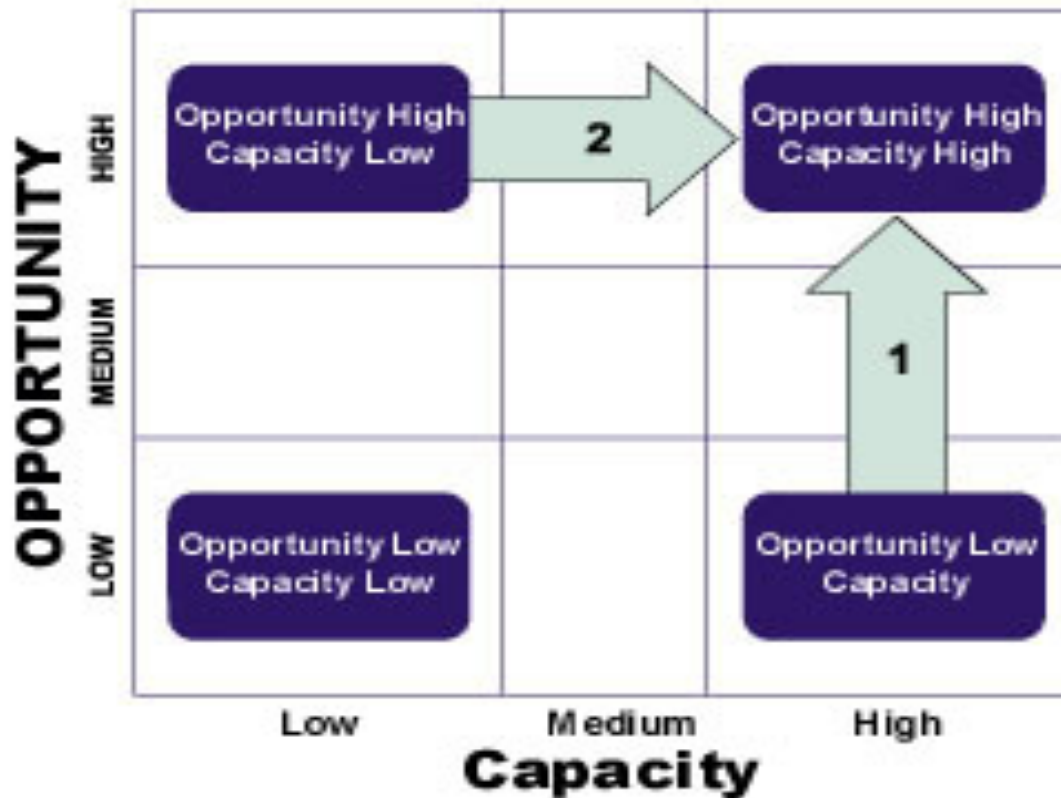 OPPORTUNITY
HIGH
MEDIUM
LOW
Opportunity High
Capacity Low
2
Opportunity High
Capacity High
1
Opportunity Low
Capacity Low
Opportunity Low
Capacity
Low
Medium
High
Capacity